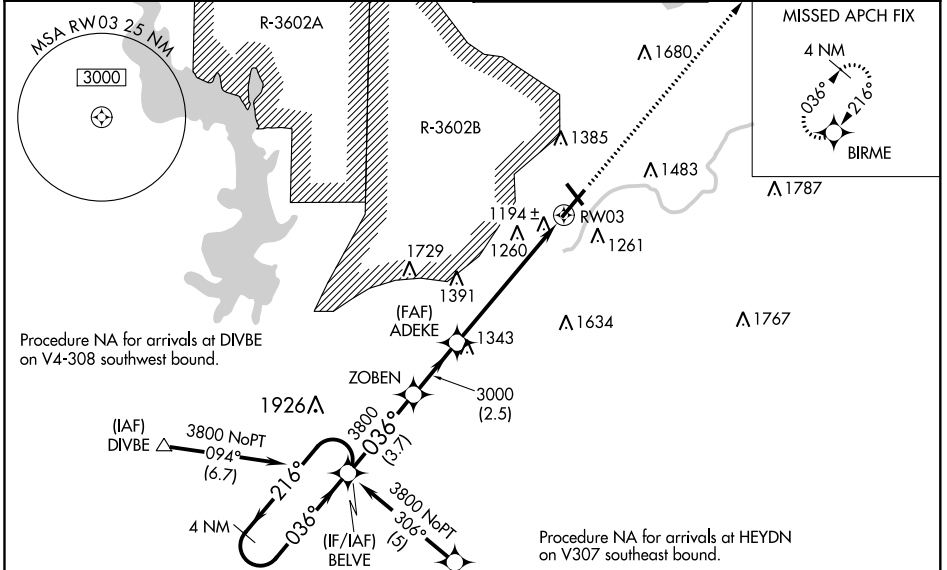 MSA RW03 25 NM
3000
R-3602A
R-3602B
1680
MISSED APCH FIX
4 NM
036°
216°
BIRME
1385
1483
1787
1194 ±
RW03
1260
1261
1729
1391
(FAF)
ADEKE
1343
1634
1767
Procedure NA for arrivals at DIVBE
on V4-308 southwest bound.
ZOBEN
3000
(2.5)
1926
3800
036°
(3.7)
(IAF)
DIVBE
3800 NoPT
094°
(6.7)
216°
036°
4 NM
(IF/IAF)
BELVE
3800 NoPT
306°
(5)
Procedure NA for arrivals at HEYDN
on V307 southeast bound.